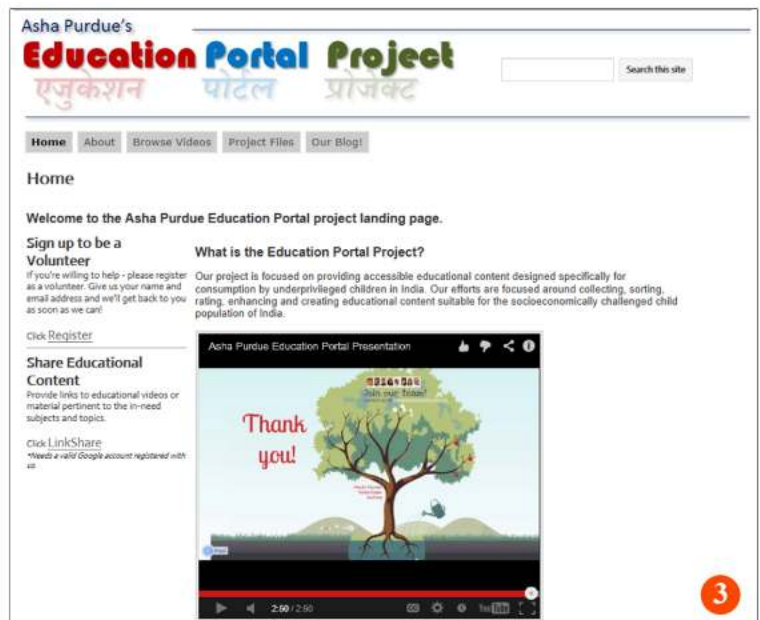 Asha Purdue's
Education Portal Project
एजुकेशन पोर्टल प्रोजेक्ट
Search this site
Home About Browse Videos Project Files Our Blog!
Home
Welcome to the Asha Purdue Education Portal project landing page.
Sign up to be a
Volunteer
If you're willing to help - please register
as a volunteer. Give us your name and
email address and we'll get back to you
as soon as we can!
Click Register
Share Educational
Content
Provide links to educational videos or
material pertinent to the in-need
subjects and topics.
Click LinkShare
*Needs a valid Google account registered with
us
What is the Education Portal Project?
Our project is focused on providing accessible educational content designed specifically for
consumption by underprivileged children in India. Our efforts are focused around collecting, sorting,
rating, enhancing and creating educational content suitable for the socioeconomically challenged child
population of India.
Asha Purdue Education Portal Presentation
Join our team!
Thank
you!
2:50 / 2:50
YouTube
3